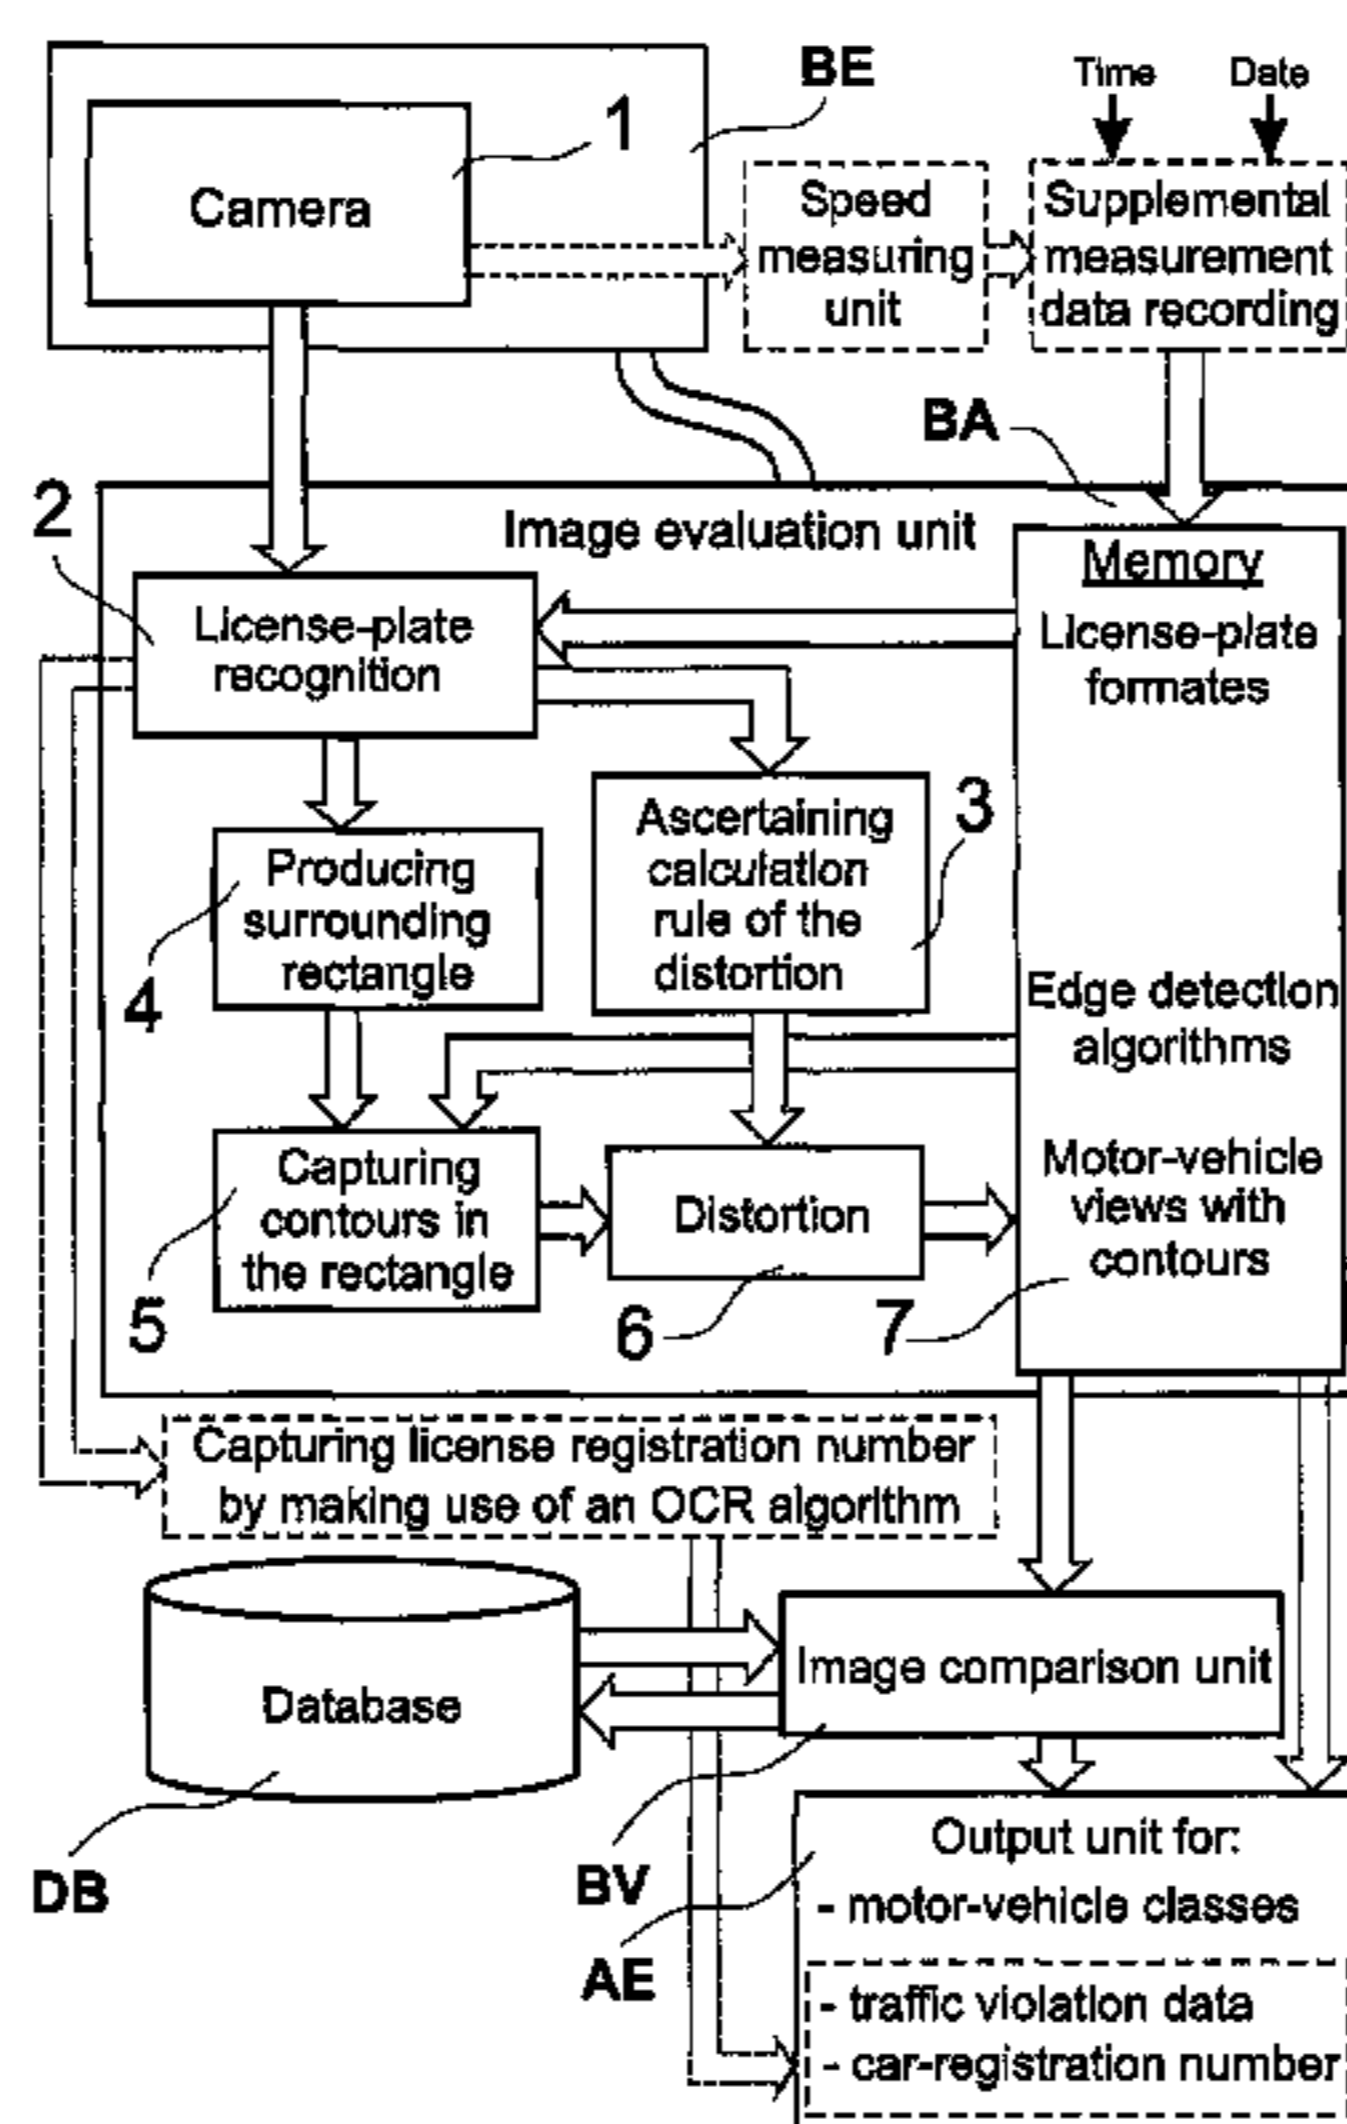 BE
Time
Date
1
Camera
Speed
measuring
unit
Supplemental
measurement
data recording
BA
2
Image evaluation unit
Memory
License-plate
formates
License-plate
recognition
Ascertaining
calculation
rule of the
distortion
3
Producing
surrounding
rectangle
4
Edge detection
algorithms
Capturing
contours in
the rectangle
5
Distortion
6
Motor-vehicle
views with
contours
7
Capturing license registration number
by making use of an OCR algorithm
Database
DB
Image comparison unit
BV
AE
Output unit for:
- motor-vehicle classes
- traffic violation data
- car-registration number